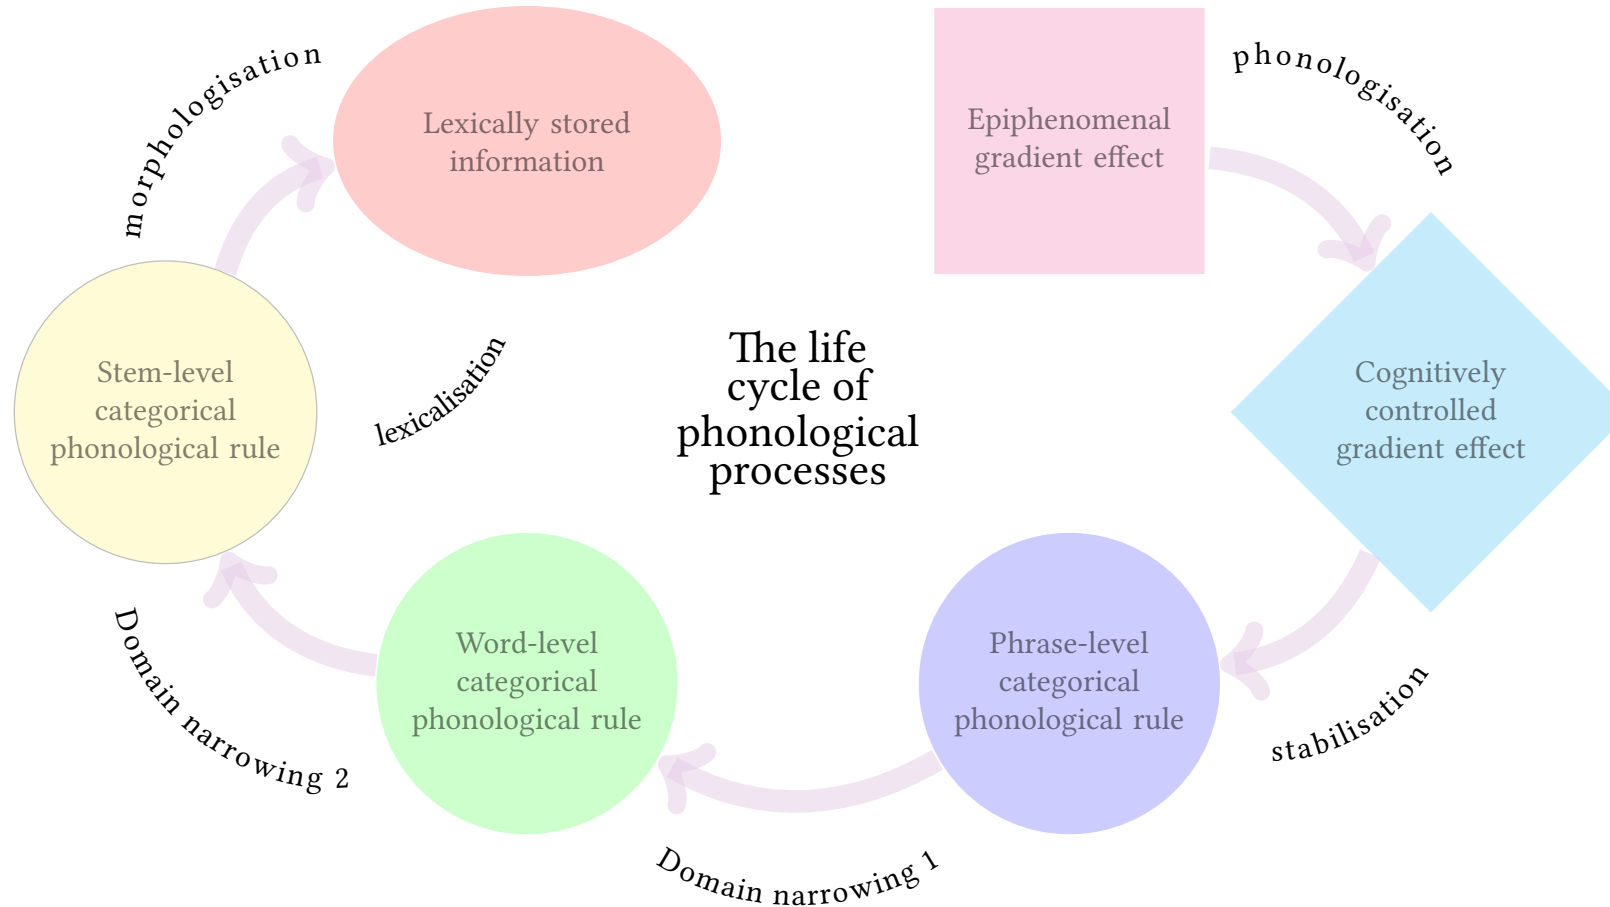 The life
cycle of
phonological
processes
Epiphenomenal
gradient effect
phonologisation
Cognitively
controlled
gradient effect
stabilisation
Phrase-level
categorical
phonological rule
Domain narrowing 1
Word-level
categorical
phonological rule
Domain narrowing 2
Stem-level
categorical
phonological rule
morphologisation
lexicalisation
Lexically stored
information